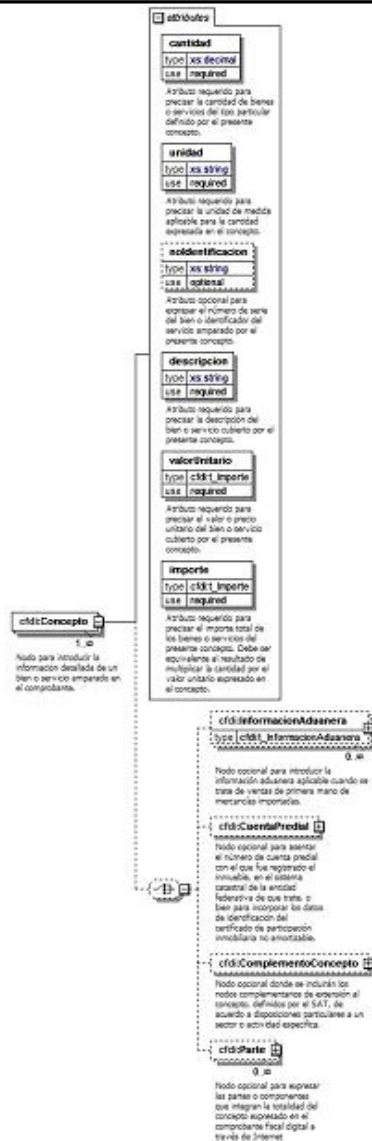 attributes
cantidad
type xs:decimal
use required
Atributo requerido para
precisar la cantidad de bienes
o servicios del tipo particular
definido por el presente
concepto.
unidad
type xs:string
use required
Atributo requerido para
precisar la unidad de medida
aplicable para la cantidad
expresada en el concepto.
noIdentificacion
type xs:string
use optional
Atributo opcional para
expresar el número de serie
del bien o identificador del
servicio amparado por el
presente concepto.
descripcion
type xs:string
use required
Atributo requerido para
precisar la descripción del
bien o servicio cubierto por el
presente concepto.
valorUnitario
type cfdi:t_Importe
use required
Atributo requerido para
precisar el valor o precio
unitario del bien o servicio
cubierto por el presente
concepto.
importe
type cfdi:t_Importe
use required
Atributo requerido para
precisar el importe total de
los bienes o servicios del
presente concepto. Debe ser
equivalente al resultado de
multiplicar la cantidad por el
valor unitario expresado en
el concepto.
cfdi:Concepto
1..∞
Nodo para introducir la
información detallada de un
bien o servicio amparado en
el comprobante.
cfdi:InformacionAduanera
type cfdi:t_InformacionAduanera
0..∞
Nodo opcional para introducir la
información aduanera aplicable cuando se
trate de ventas de primera mano de
mercancías importadas.
cfdi:CuentaPredial
Nodo opcional para asentar
el número de cuenta predial
con el que fue registrado el
inmueble, en el sistema
catastral de la entidad
federativa de que trate, o
bien para incorporar los datos
de identificación del
certificado de participación
inmobiliaria no amortizable.
cfdi:ComplementoConcepto
Nodo opcional donde se incluirán los
nodos complementarios de extensión al
concepto, definidos por el SAT, de
acuerdo a disposiciones particulares a un
sector o actividad especifica.
cfdi:Parte
0..∞
Nodo opcional para expresar
las partes o componentes
que integran la totalidad del
concepto expresado en el
comprobante fiscal digital a
través de Internet